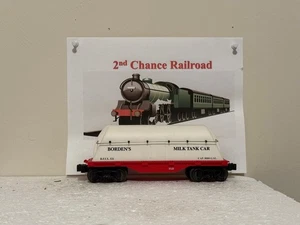 2nd Chance Railroad
BORDEN'S MILK TANK CAR